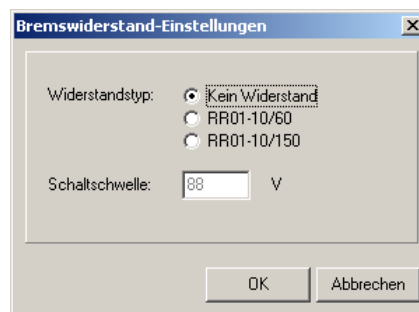 Bremswiderstand-Einstellungen
Widerstandstyp: Kein Widerstand
RR01-10/60
RR01-10/150
Schaltschwelle: 88 V
OK Abbrechen